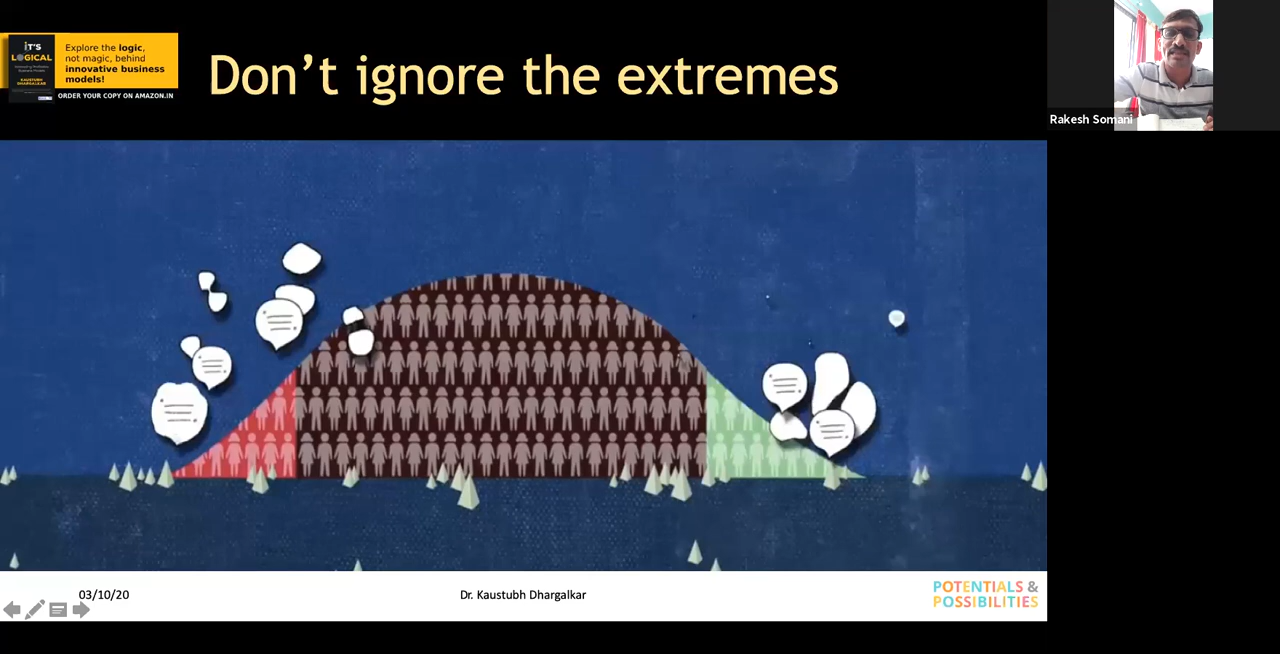 IT'S
LOGICAL
KAUSTUBH
DHARGALKAR
Explore the logic,
not magic, behind
innovative business
models!
ORDER YOUR COPY ON AMAZON.IN
Don't ignore the extremes
Rakesh Somani
03/10/20
Dr. Kaustubh Dhargalkar
POTENTIALS &
POSSIBILITIES